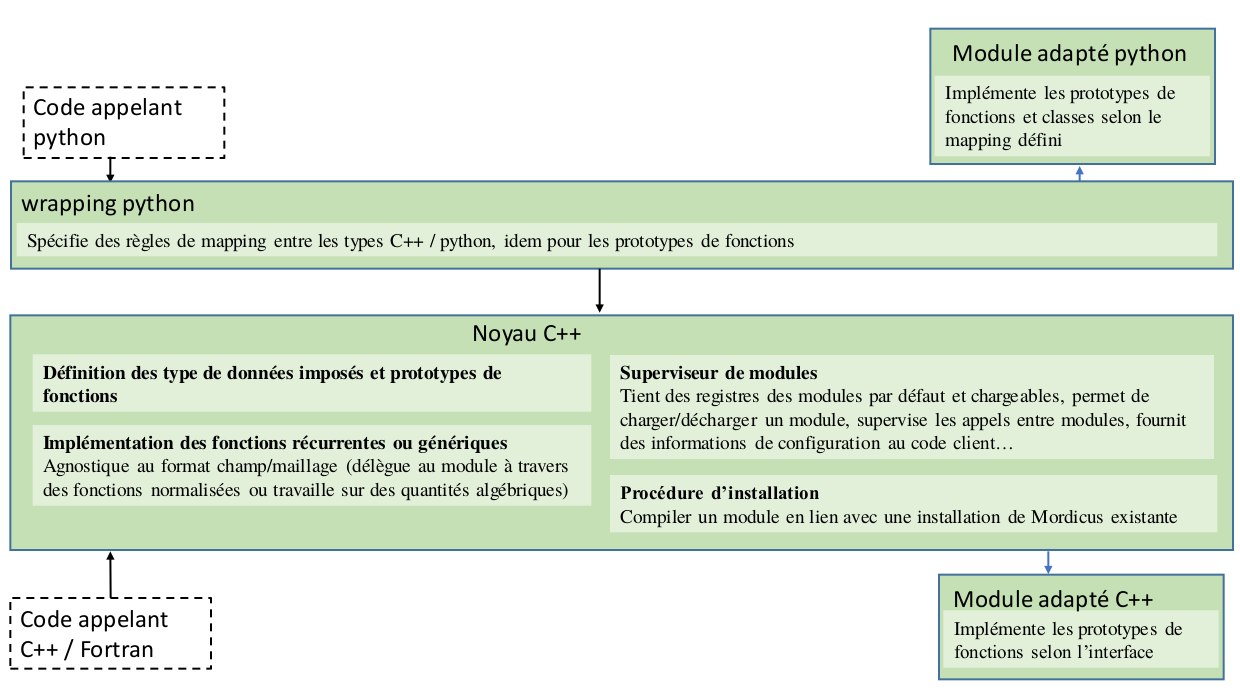 Module adapté python
Implémente les prototypes de
fonctions et classes selon le
mapping défini
Code appelant
python
wrapping python
Spécifie des règles de mapping entre les types C++ / python, idem pour les prototypes de fonctions
Noyau C++
Définition des type de données imposés et prototypes de
fonctions
Implémentation des fonctions récurrentes ou génériques
Agnostique au format champ/maillage (délègue au module à travers
des fonctions normalisées ou travaille sur des quantités algébriques)
Superviseur de modules
Tient des registres des modules par défaut et chargeables, permet de
charger/décharger un module, supervise les appels entre modules, fournit
des informations de configuration au code client…
Procédure d’installation
Compiler un module en lien avec une installation de Mordicus existante
Code appelant
C++ / Fortran
Module adapté C++
Implémente les prototypes de
fonctions selon l’interface